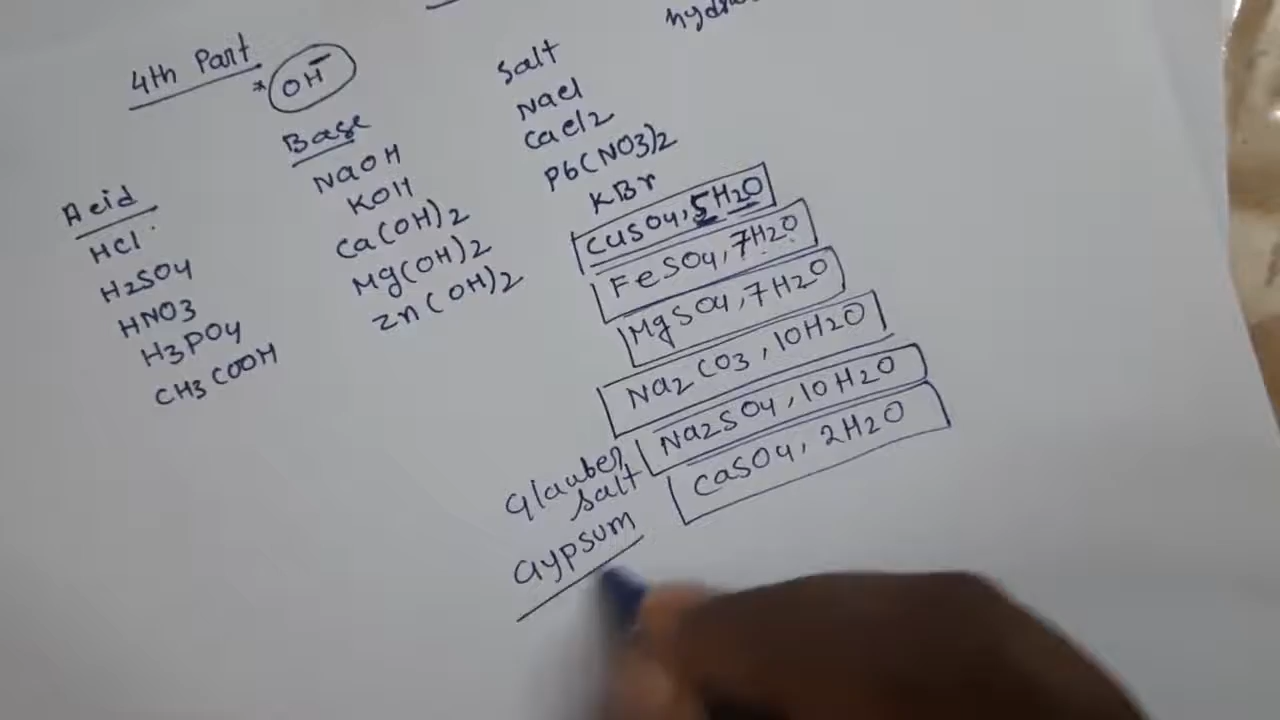 4th Part
* OH-
Acid
HCl
H2SO4
HNO3
H3PO4
CH3COOH
Base
NaOH
KOH
Ca(OH)2
Mg(OH)2
Zn(OH)2
Salt
NaCl
CaCl2
Pb(NO3)2
KBr
CuSO4, 5H2O
FeSO4, 7H2O
MgSO4, 7H2O
Na2CO3, 10H2O
Na2SO4, 10H2O
CaSO4, 2H2O
Glauber
Salt
Gypsum